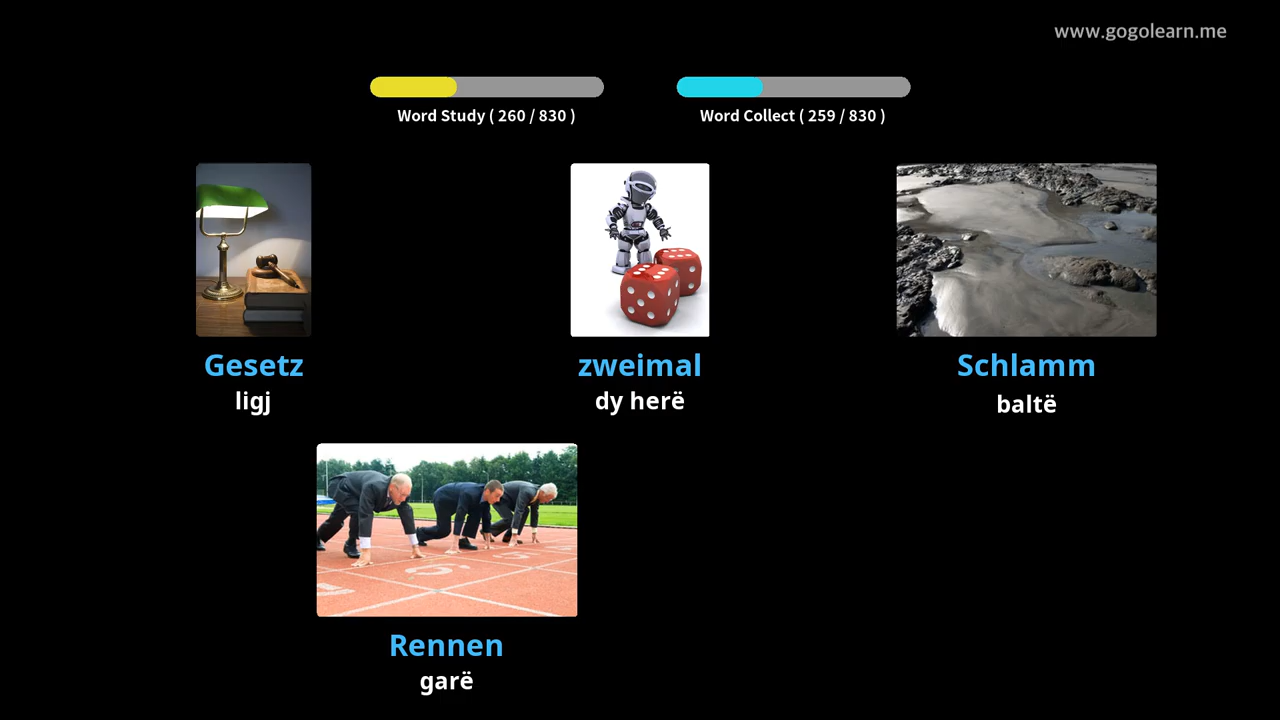 www.gogolearn.me
Word Study ( 260 / 830 )
Word Collect ( 259 / 830 )
Gesetz
ligj
zweimal
dy herë
Schlamm
baltë
Rennen
garë